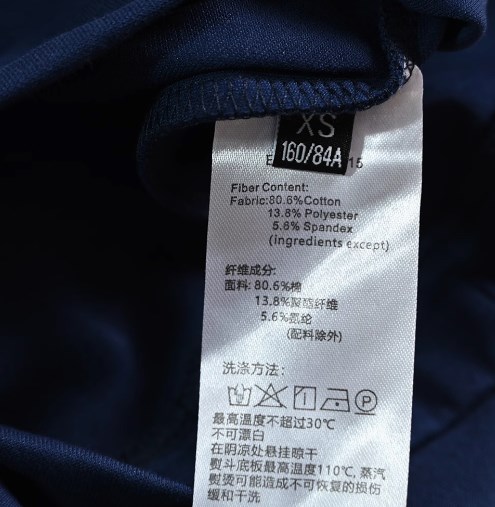 XS
160/84A
15
Fiber Content:
Fabric:80.6%Cotton
13.8% Polyester
5.6% Spandex
(ingredients except)
纤维成分:
面料: 80.6%棉
13.8%聚酯纤维
5.6%氨纶
(配料除外)
洗涤方法:
P
最高温度不超过30℃
不可漂白
在阴凉处悬挂晾干
熨斗底板最高温度110℃, 蒸汽
熨烫可能造成不可恢复的损伤
缓和干洗